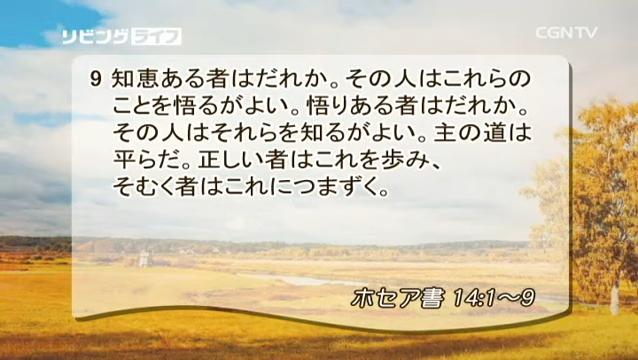 リビングライフ
CGNTV
9 知恵ある者はだれか。その人はこれらの
ことを悟るがよい。悟りある者はだれか。
その人はそれらを知るがよい。主の道は
平らだ。正しい者はこれを歩み、
そむく者はこれにつまずく。
ホセア書 14:1〜9